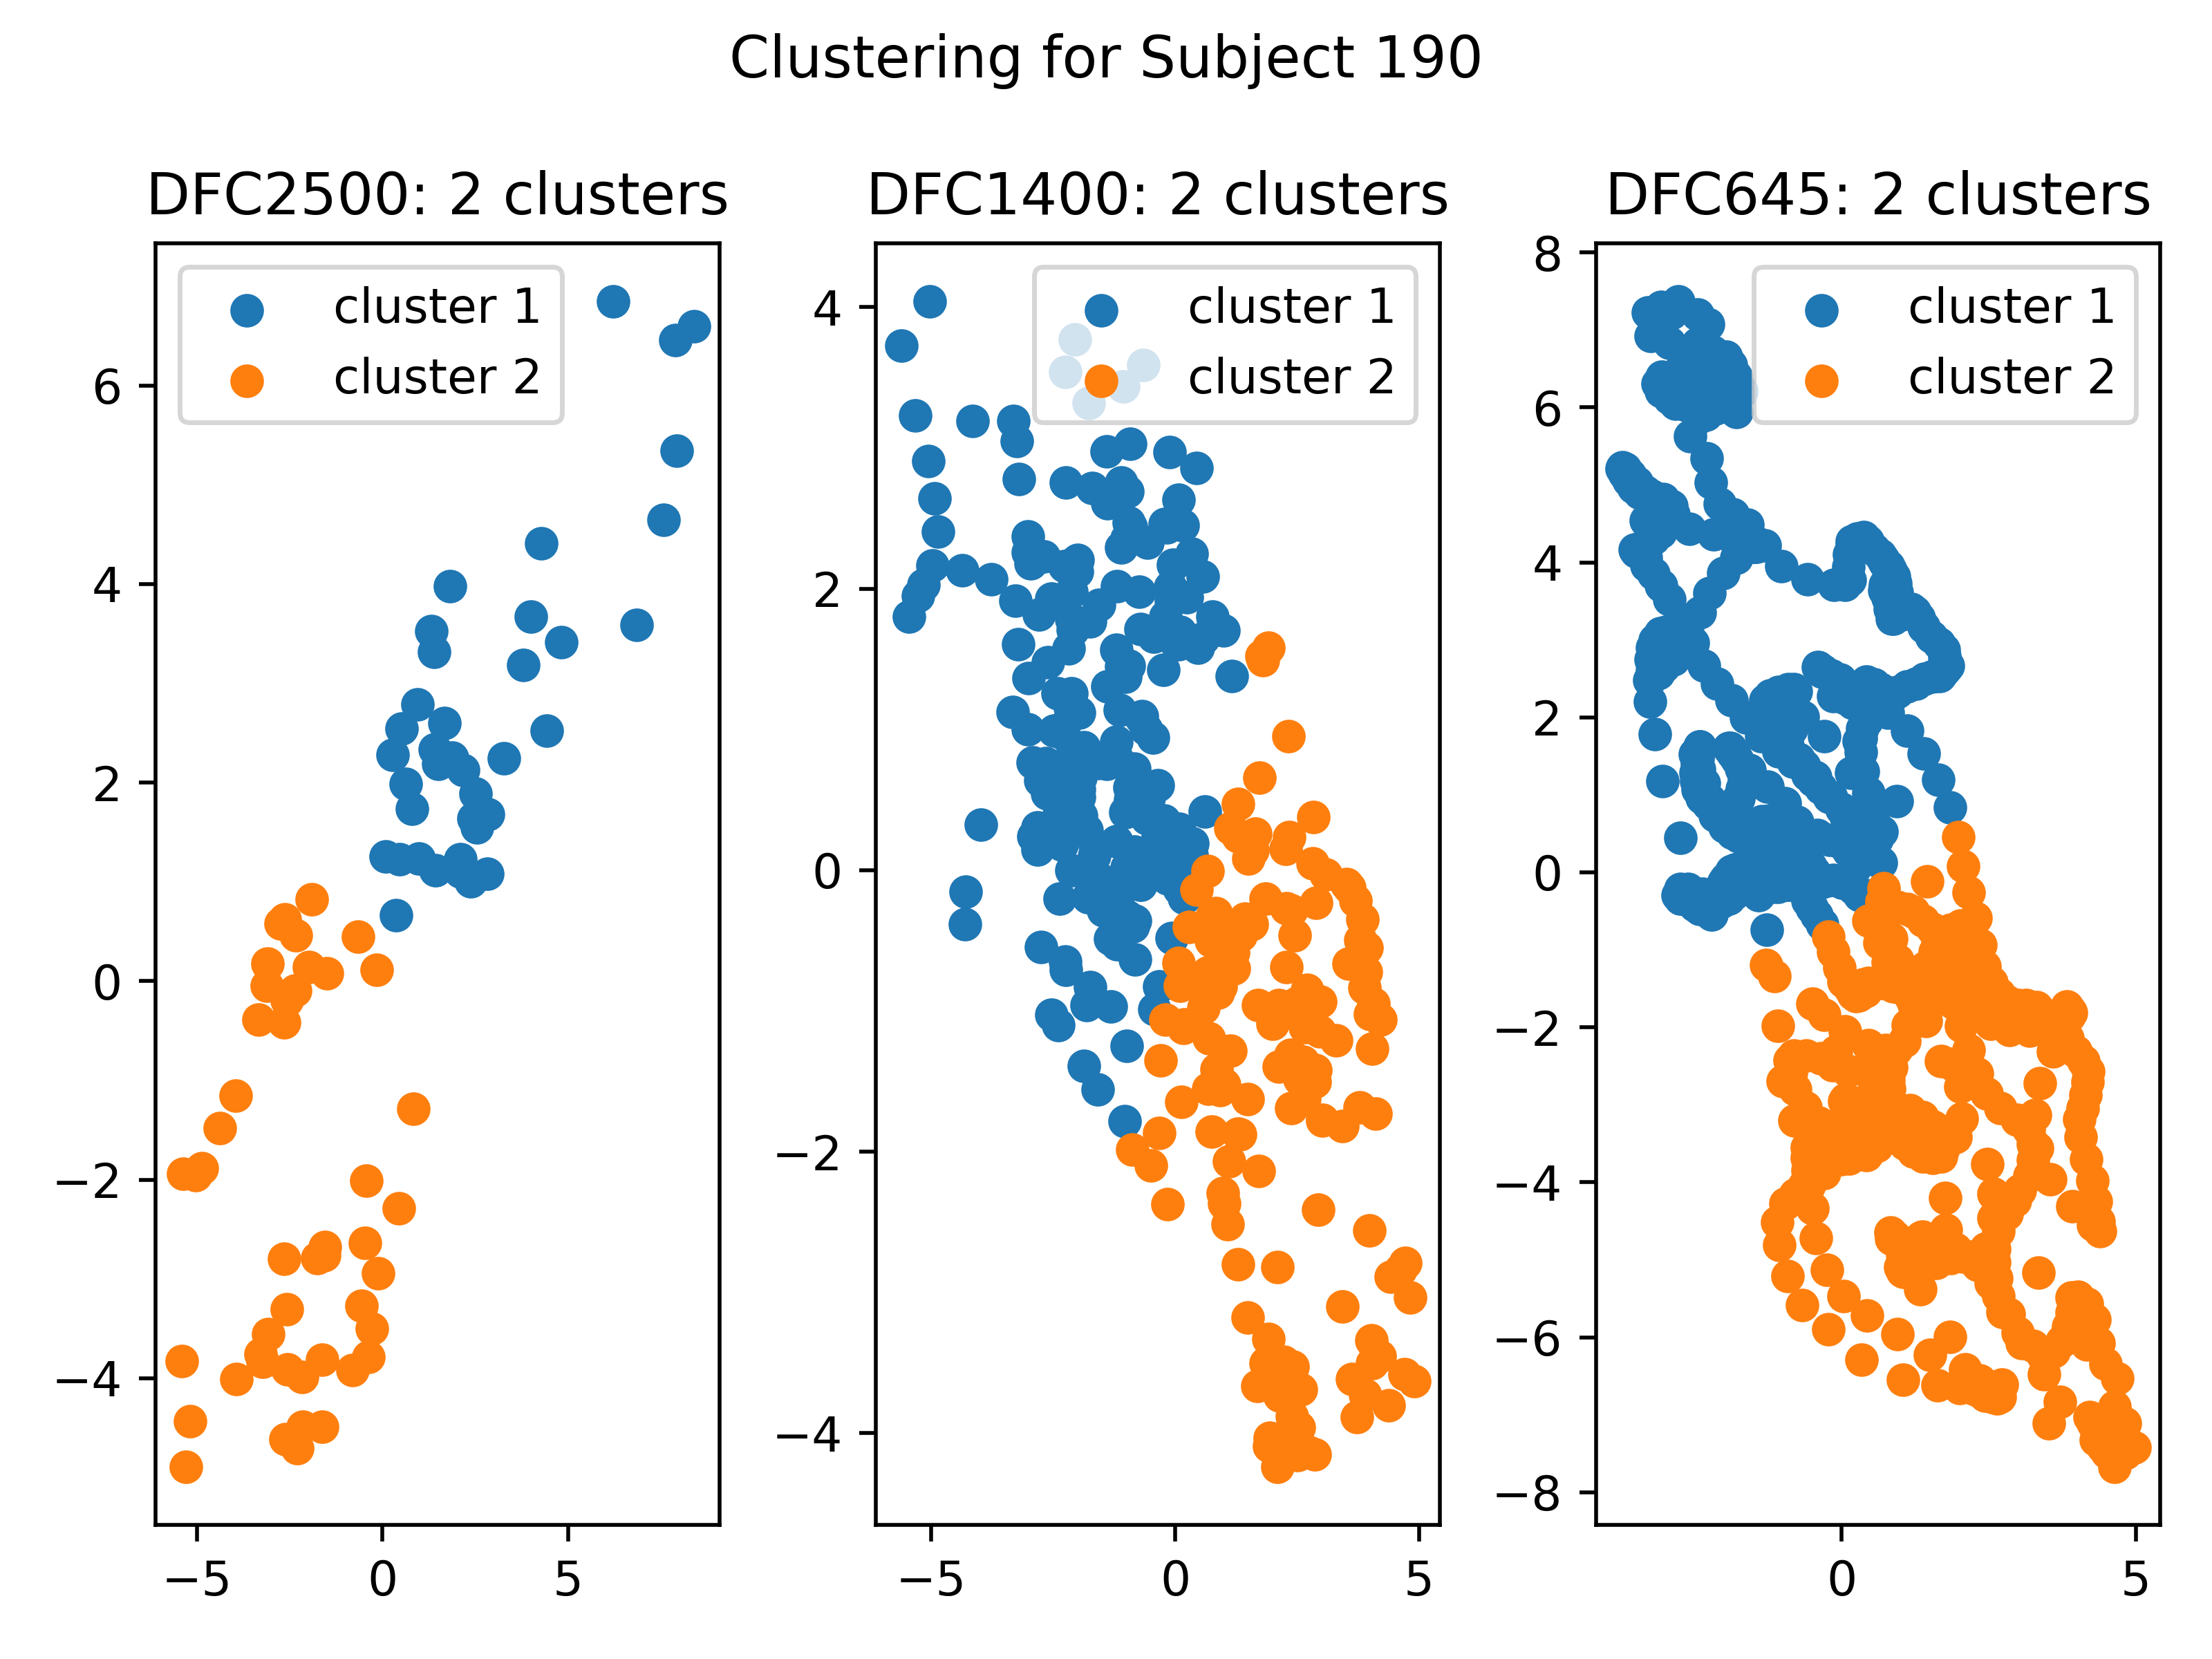 Clustering for Subject 190
DFC2500: 2 clusters
cluster 1
cluster 2
6
4
2
0
−2
−4
−5 0 5
DFC1400: 2 clusters
cluster 1
cluster 2
4
2
0
−2
−4
−5 0 5
DFC645: 2 clusters
cluster 1
cluster 2
8
6
4
2
0
−2
−4
−6
−8
0 5